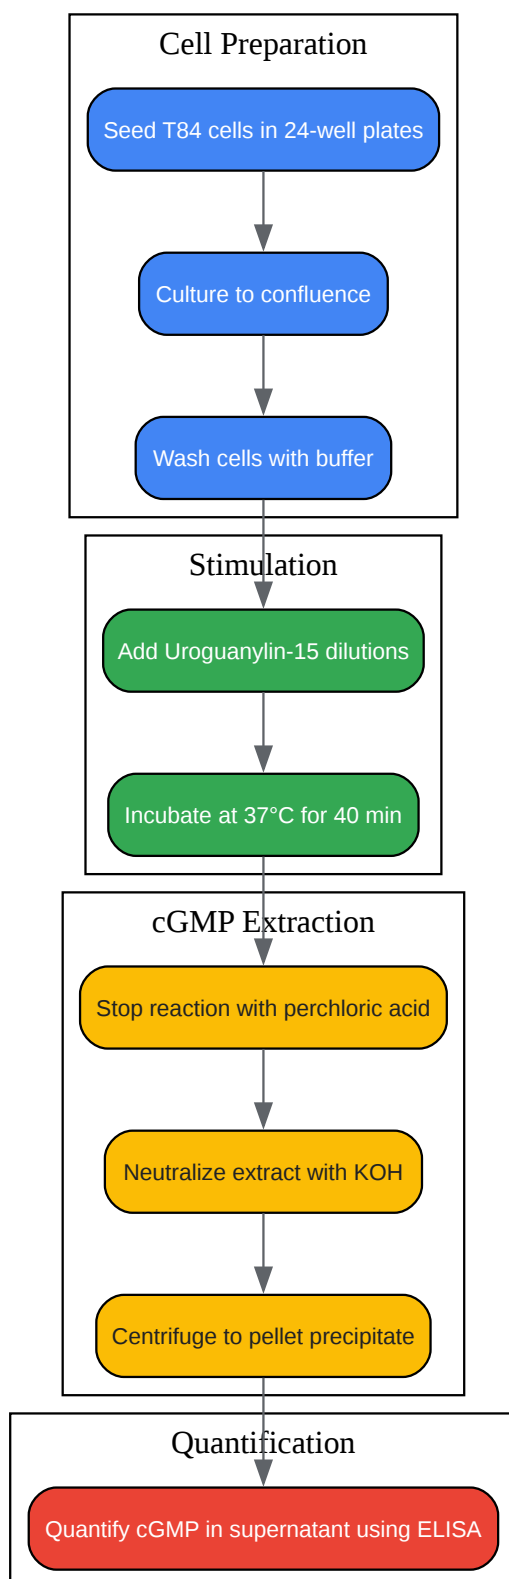 Cell Preparation
Seed T84 cells in 24-well plates
Culture to confluence
Wash cells with buffer
Stimulation
Add Uroguanylin-15 dilutions
Incubate at 37°C for 40 min
cGMP Extraction
Stop reaction with perchloric acid
Neutralize extract with KOH
Centrifuge to pellet precipitate
Quantification
Quantify cGMP in supernatant using ELISA